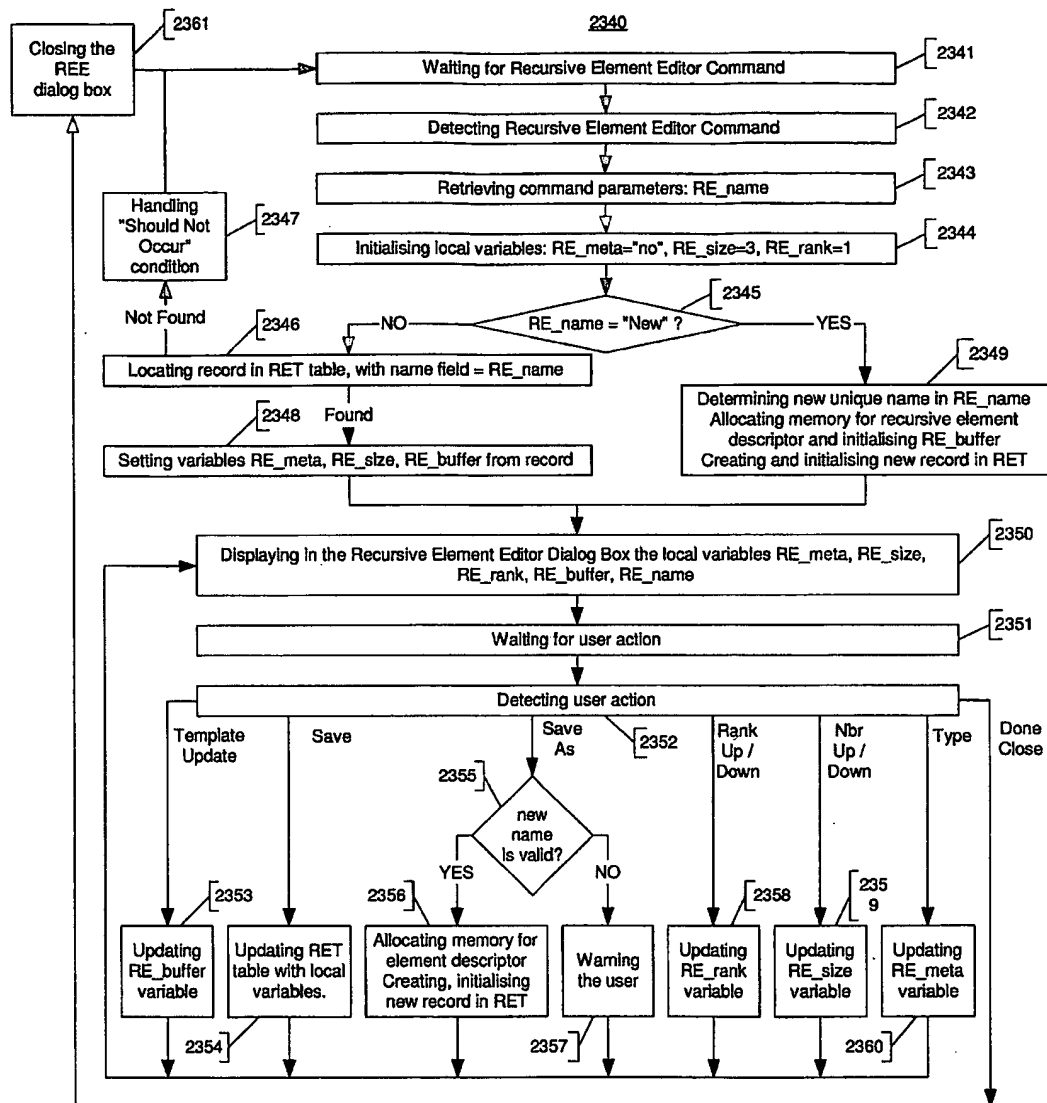 2340
2361
Closing the
REE
dialog box
2341
Waiting for Recursive Element Editor Command
2342
Detecting Recursive Element Editor Command
2343
Retrieving command parameters: RE_name
Handling
"Should Not
Occur"
condition
2347
2344
Initialising local variables: RE_meta="no", RE_size=3, RE_rank=1
2345
RE_name = "New" ?
NO
YES
Not Found
2346
Locating record in RET table, with name field = RE_name
2349
Determining new unique name in RE_name
Allocating memory for recursive element
descriptor and initialising RE_buffer
Creating and initialising new record in RET
2348
Found
Setting variables RE_meta, RE_size, RE_buffer from record
2350
Displaying in the Recursive Element Editor Dialog Box the local variables RE_meta, RE_size,
RE_rank, RE_buffer, RE_name
2351
Waiting for user action
Detecting user action
Template
Update
Save
Save
As
2352
Rank
Up /
Down
Nbr
Up /
Down
Type
Done
Close
2355
new
name
is valid?
YES
NO
2353
Updating
RE_buffer
variable
Updating RET
table with local
variables.
2354
2356
Allocating memory for
element descriptor
Creating, initialising
new record in RET
Warning
the user
2357
2358
Updating
RE_rank
variable
235
9
Updating
RE_size
variable
Updating
RE_meta
variable
2360